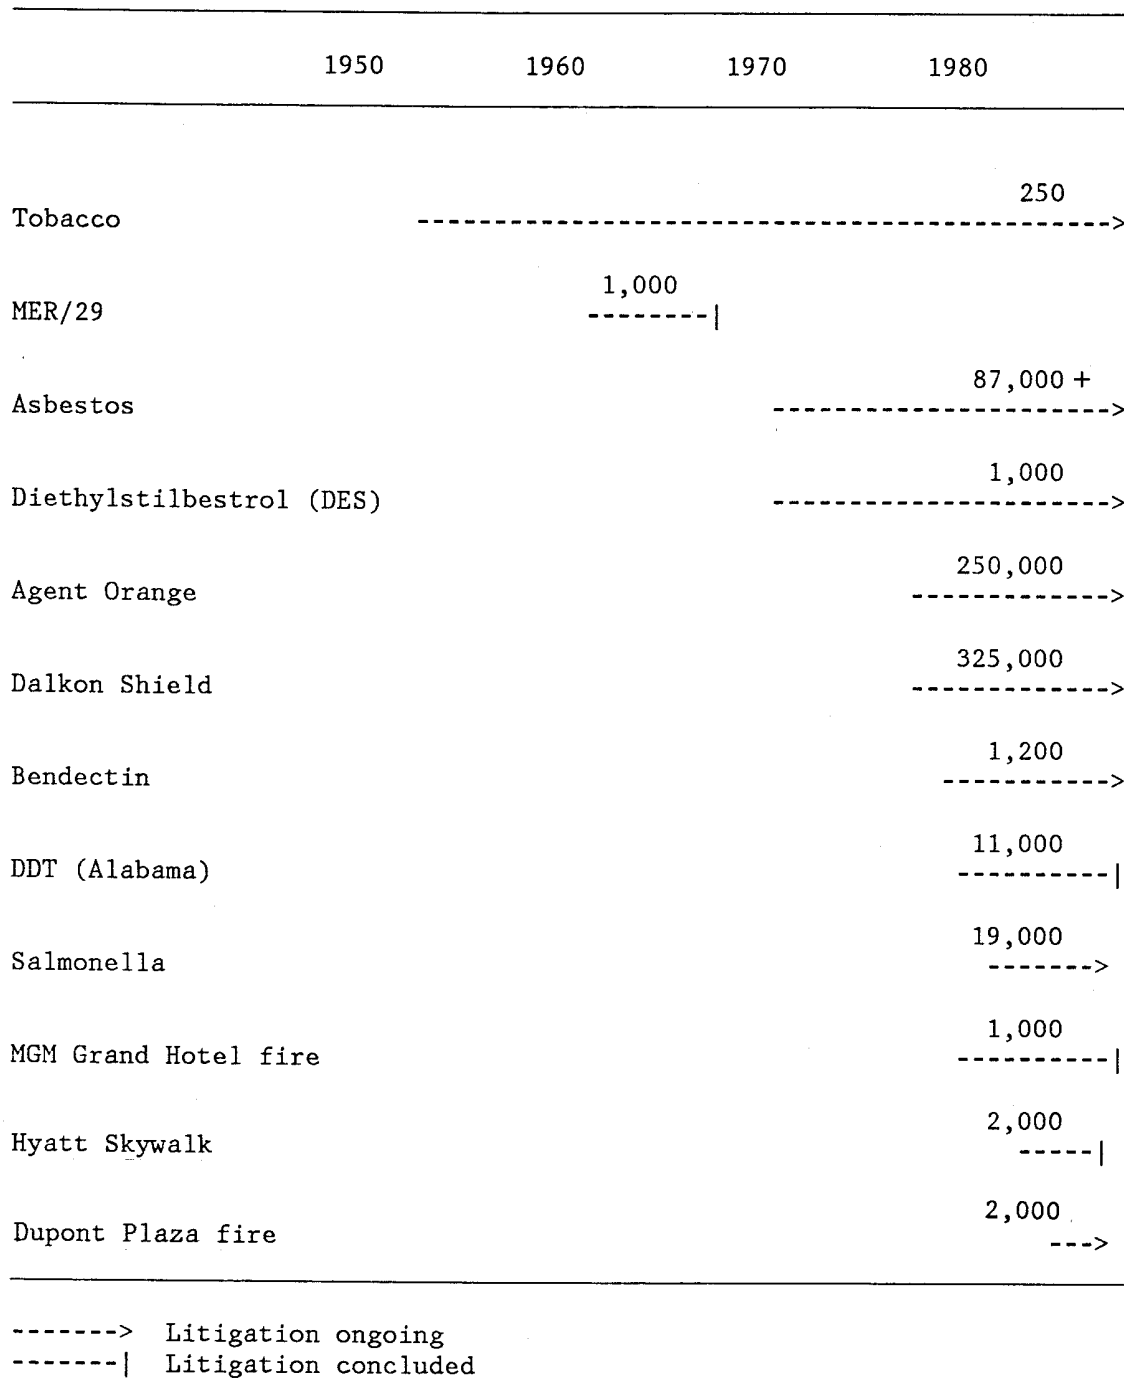 1950 1960 1970 1980
250
Tobacco ----------------------------------------------->
1,000
MER/29 --------|
87,000 +
Asbestos ----------------------->
1,000
Diethylstilbestrol (DES) ----------------------->
250,000
Agent Orange ------------->
325,000
Dalkon Shield ------------->
1,200
Bendectin ----------->
11,000
DDT (Alabama) ----------|
19,000
Salmonella ------->
1,000
MGM Grand Hotel fire ----------|
2,000
Hyatt Skywalk -----|
2,000
Dupont Plaza fire --->
-------> Litigation ongoing
-------| Litigation concluded